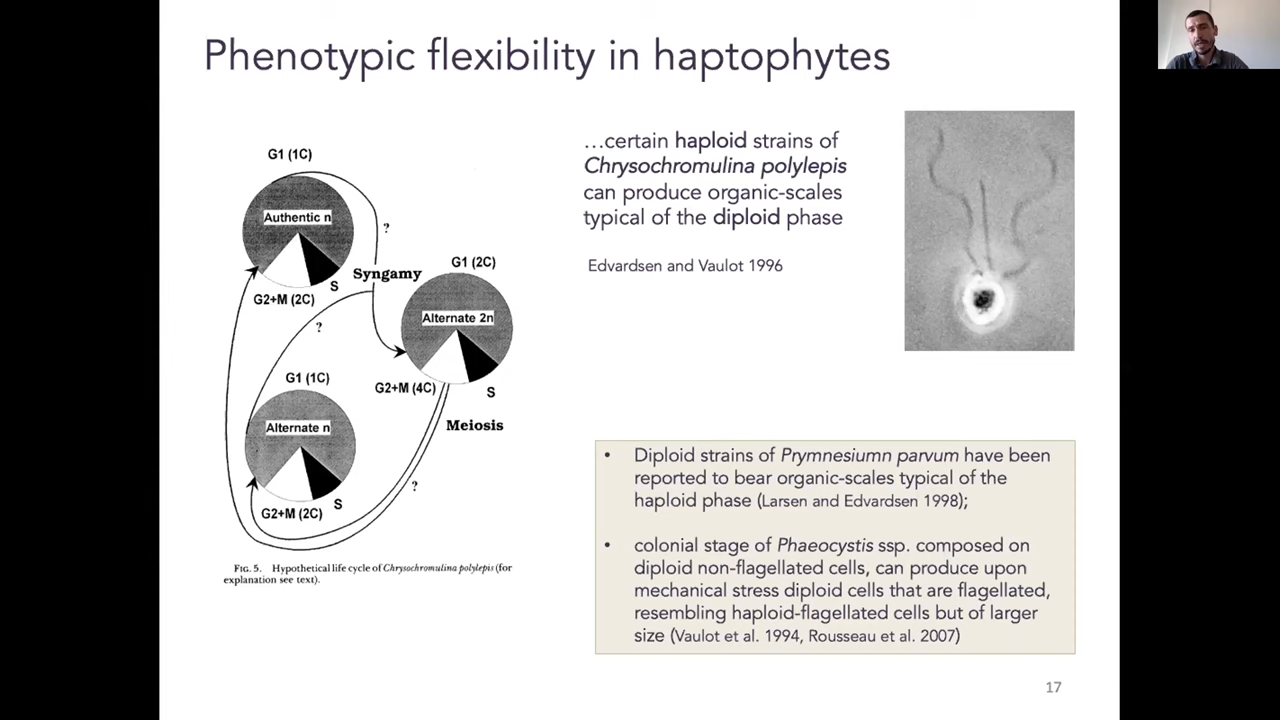 Phenotypic flexibility in haptophytes
G1 (1C)
Authentic n
?
Syngamy
S
G2+M (2C)
G1 (2C)
?
Alternate 2n
G1 (1C)
G2+M (4C)
S
Alternate n
Meiosis
?
S
G2+M (2C)
FIG. 5. Hypothetical life cycle of Chrysochromulina polylepis (for
explanation see text).
…certain haploid strains of
Chrysochromulina polylepis
can produce organic-scales
typical of the diploid phase
Edvardsen and Vaulot 1996
• Diploid strains of Prymnesiumn parvum have been
reported to bear organic-scales typical of the
haploid phase (Larsen and Edvardsen 1998);
• colonial stage of Phaeocystis ssp. composed on
diploid non-flagellated cells, can produce upon
mechanical stress diploid cells that are flagellated,
resembling haploid-flagellated cells but of larger
size (Vaulot et al. 1994, Rousseau et al. 2007)
17